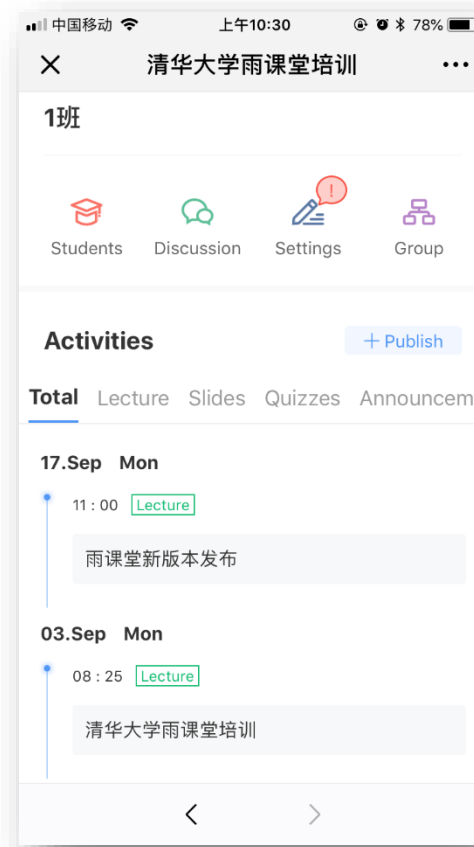 中国移动 上午10:30 78%
清华大学雨课堂培训
1班
!
Students Discussion Settings Group
Activities +Publish
Total Lecture Slides Quizzes Announcem
17.Sep Mon
11:00 Lecture
雨课堂新版本发布
03.Sep Mon
08:25 Lecture
清华大学雨课堂培训